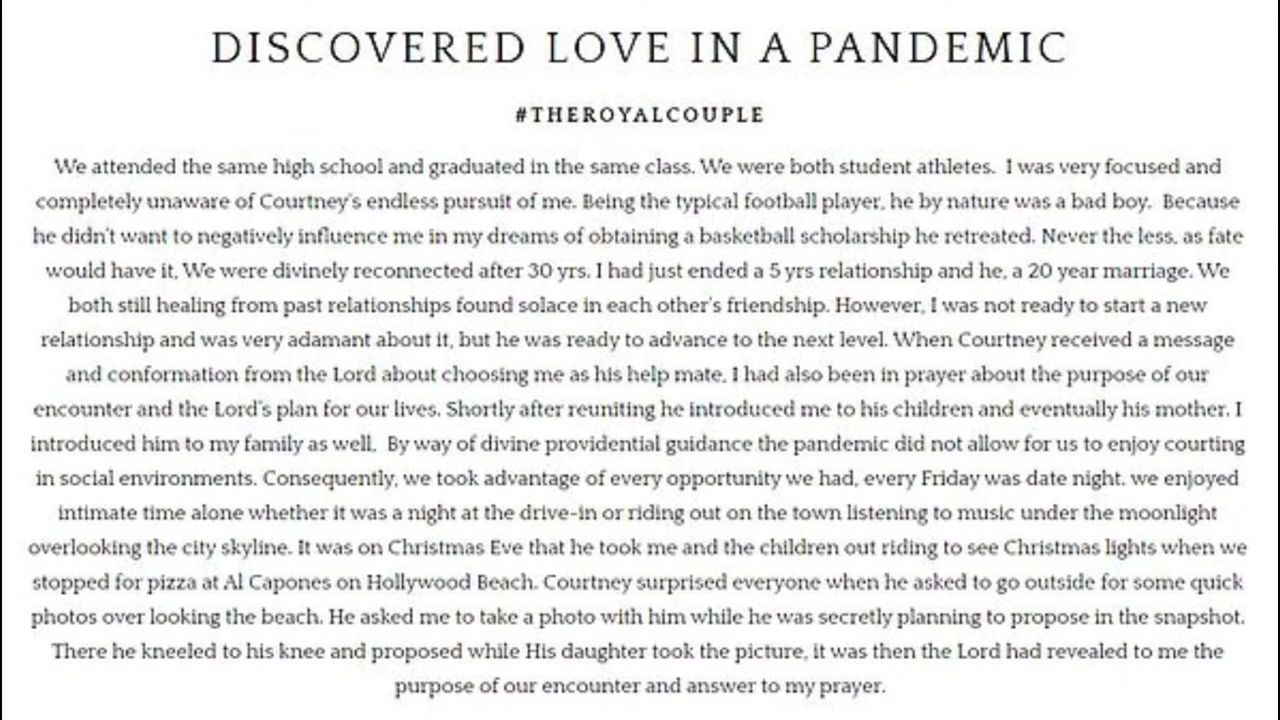 DISCOVERED LOVE IN A PANDEMIC
#THEROYALCOUPLE
We attended the same high school and graduated in the same class. We were both student athletes.  I was very focused and
completely unaware of Courtney's endless pursuit of me. Being the typical football player, he by nature was a bad boy.  Because
he didn't want to negatively influence me in my dreams of obtaining a basketball scholarship he retreated. Never the less, as fate
would have it, We were divinely reconnected after 30 yrs. I had just ended a 5 yrs relationship and he, a 20 year marriage. We
both still healing from past relationships found solace in each other's friendship. However, I was not ready to start a new
relationship and was very adamant about it, but he was ready to advance to the next level. When Courtney received a message
and conformation from the Lord about choosing me as his help mate, I had also been in prayer about the purpose of our
encounter and the Lord's plan for our lives. Shortly after reuniting he introduced me to his children and eventually his mother. I
introduced him to my family as well,  By way of divine providential guidance the pandemic did not allow for us to enjoy courting
in social environments. Consequently, we took advantage of every opportunity we had, every Friday was date night. we enjoyed
intimate time alone whether it was a night at the drive-in or riding out on the town listening to music under the moonlight
overlooking the city skyline. It was on Christmas Eve that he took me and the children out riding to see Christmas lights when we
stopped for pizza at Al Capones on Hollywood Beach. Courtney surprised everyone when he asked to go outside for some quick
photos over looking the beach. He asked me to take a photo with him while he was secretly planning to propose in the snapshot.
There he kneeled to his knee and proposed while His daughter took the picture, it was then the Lord had revealed to me the
purpose of our encounter and answer to my prayer.